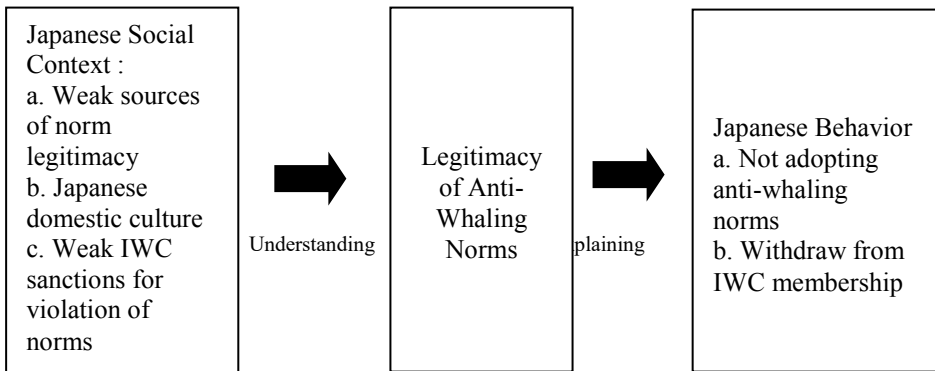 Japanese Social
Context :
a. Weak sources
of norm
legitimacy
b. Japanese
domestic culture
c. Weak IWC
sanctions for
violation of
norms
Understanding
Legitimacy
of Anti-
Whaling
Norms
plaining
Japanese Behavior
a. Not adopting
anti-whaling
norms
b. Withdraw from
IWC membership